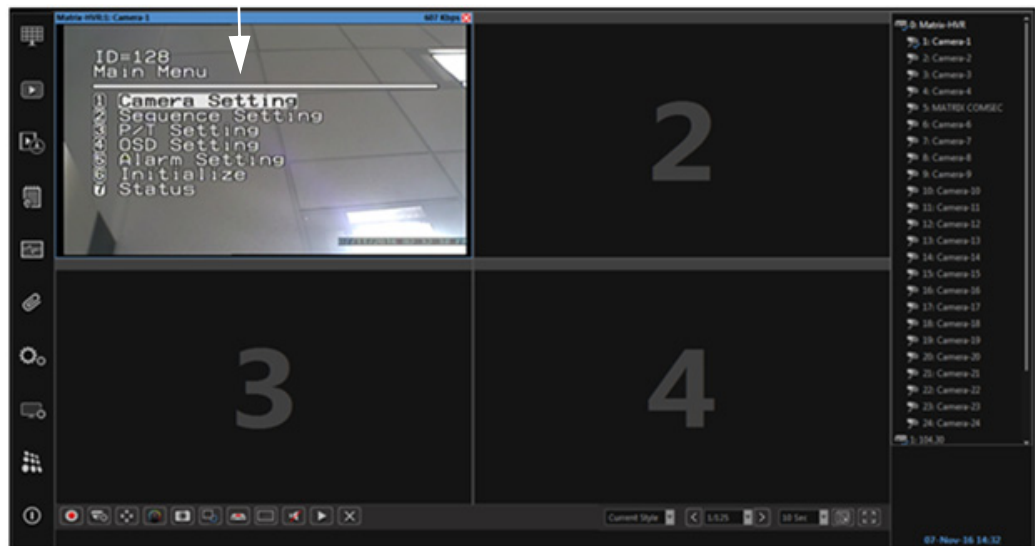 Matrix-HVR:1: Camera-1 607 Kbps
ID=128
Main Menu
1 Camera Setting
2 Sequence Setting
3 P/T Setting
4 OSD Setting
5 Alarm Setting
6 Initialize
7 Status
2
3
4
0: Matrix-HVR
1: Camera-1
2: Camera-2
3: Camera-3
4: Camera-4
5: MATRIX COMSEC
6: Camera-6
7: Camera-7
8: Camera-8
9: Camera-9
10: Camera-10
11: Camera-11
12: Camera-12
13: Camera-13
14: Camera-14
15: Camera-15
16: Camera-16
17: Camera-17
18: Camera-18
19: Camera-19
20: Camera-20
21: Camera-21
22: Camera-22
23: Camera-23
24: Camera-24
1: 104.20
Current Style 1/125 10 Sec
07-Nov-16 14:32